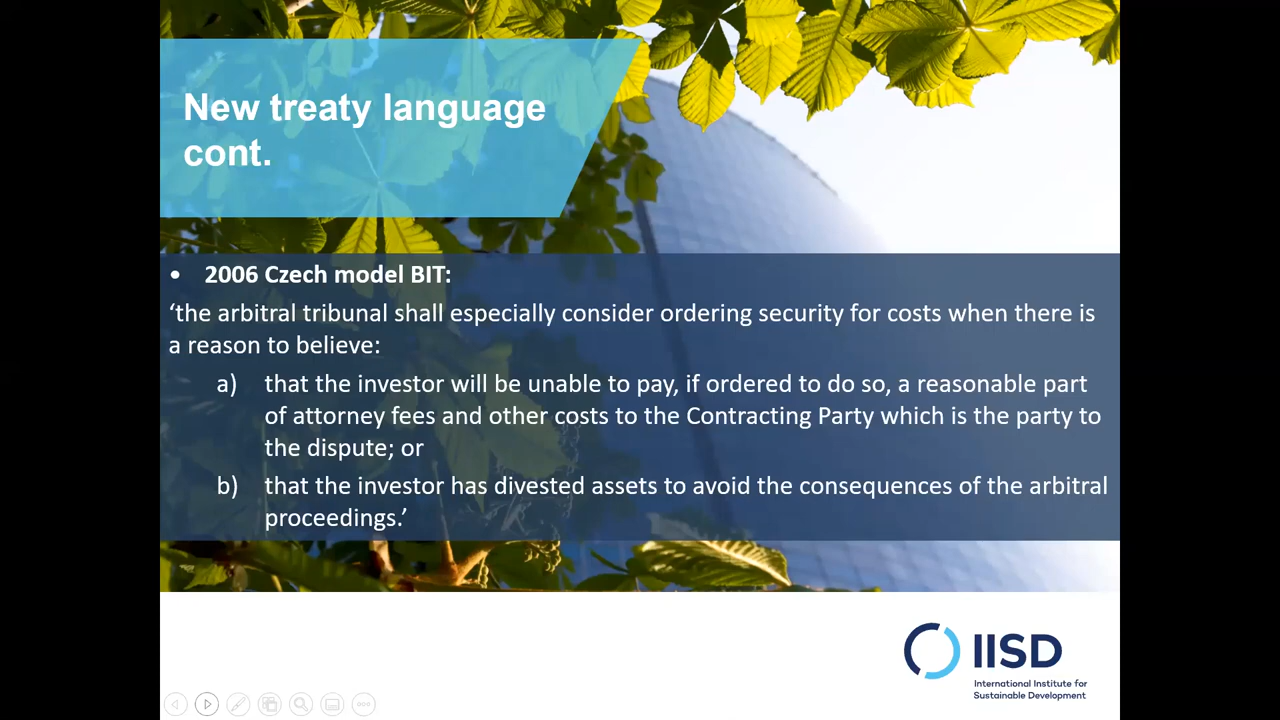 New treaty language
cont.
• 2006 Czech model BIT:
‘the arbitral tribunal shall especially consider ordering security for costs when there is
a reason to believe:
a) that the investor will be unable to pay, if ordered to do so, a reasonable part
of attorney fees and other costs to the Contracting Party which is the party to
the dispute; or
b) that the investor has divested assets to avoid the consequences of the arbitral
proceedings.’
IISD
International Institute for
Sustainable Development